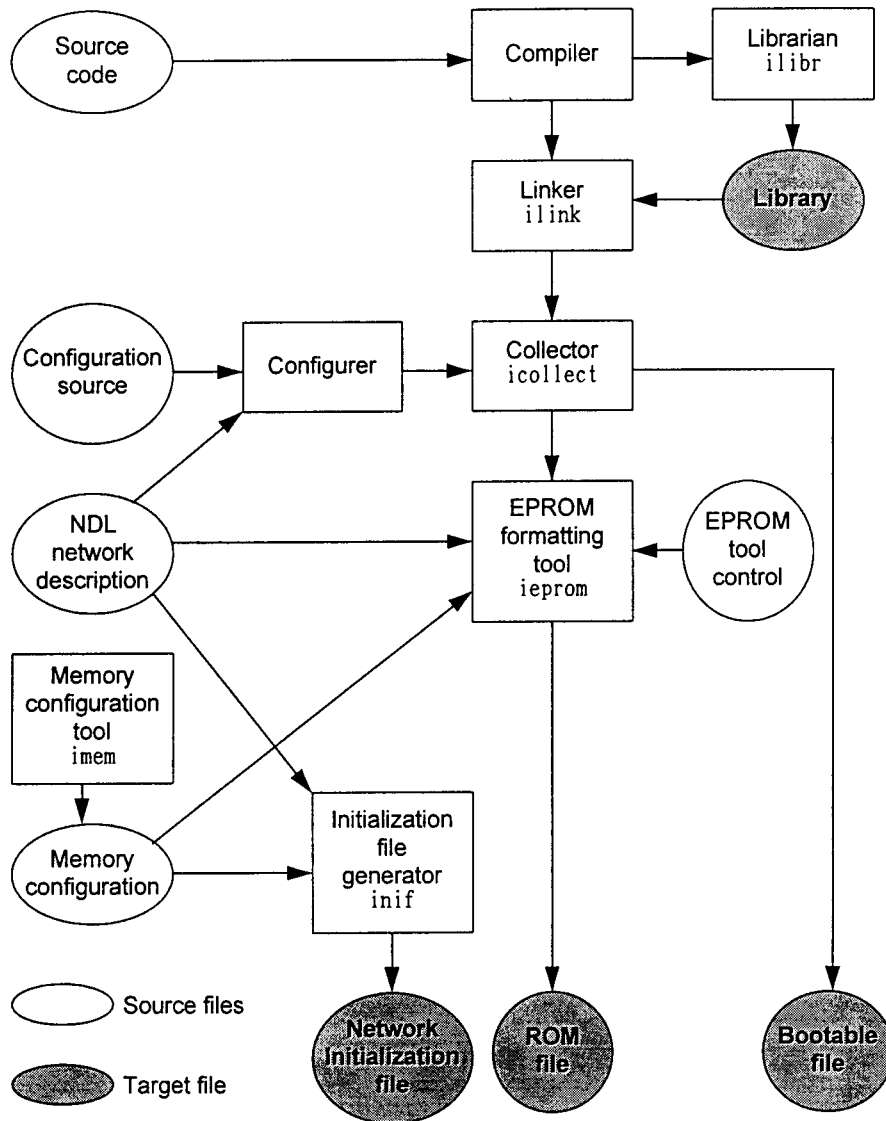 Source
code
Compiler
Librarian
ilibr
Linker
ilink
Library
Configuration
source
Configurer
Collector
icollect
NDL
network
description
EPROM
formatting
tool
ieprom
EPROM
tool
control
Memory
configuration
tool
imem
Memory
configuration
Initialization
file
generator
inif
Source files
Target file
Network
Initialization
file
ROM
file
Bootable
file